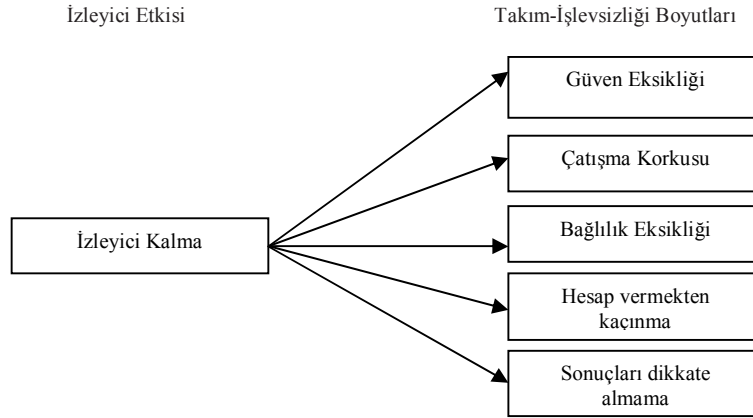 İzleyici Etkisi
Takım-İşlevsizliği Boyutları
Güven Eksikliği
Çatışma Korkusu
İzleyici Kalma
Bağlılık Eksikliği
Hesap vermekten
kaçınma
Sonuçları dikkate
almama